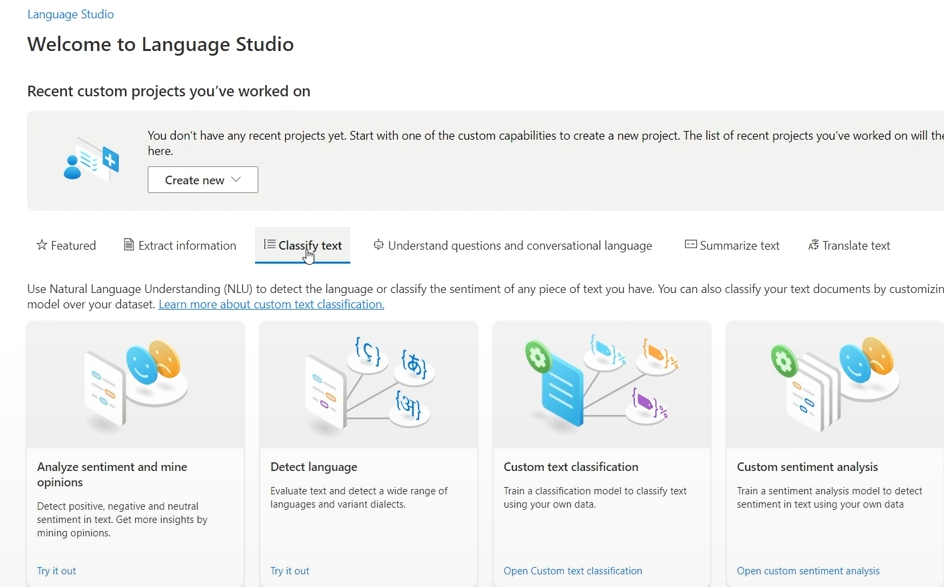 Language Studio
Welcome to Language Studio
Recent custom projects you've worked on
You don't have any recent projects yet. Start with one of the custom capabilities to create a new project. The list of recent projects you've worked on will
here.
Create new
Featured
Extract information
Classify text
Understand questions and conversational language
Summarize text
Translate text
Use Natural Language Understanding (NLU) to detect the language or classify the sentiment of any piece of text you have. You can also classify your text documents by
model over your dataset. Learn more about custom text classification.
Analyze sentiment and mine
opinions
Detect positive, negative and neutral
sentiment in text. Get more insights by
mining opinions.
Try it out
{ς}
{あ}
{अ}
Detect language
Evaluate text and detect a wide range of
languages and variant dialects.
Try it out
Custom text classification
Train a classification model to classify text
using your own data.
Open Custom text classification
Custom sentiment analysis
Train a sentiment analysis model to detect
sentiment in text using your own data
Open custom sentiment analysis